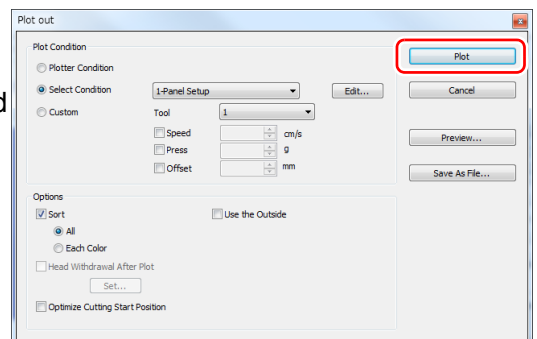 Plot out
Plot Condition
Plot
Plotter Condition
d
Select Condition 1-Panel Setup Edit... Cancel
Custom Tool 1
Speed cm/s
Preview...
Press g
Offset mm
Save As File...
Options
Sort Use the Outside
All
Each Color
Head Withdrawal After Plot
Set...
Optimize Cutting Start Position